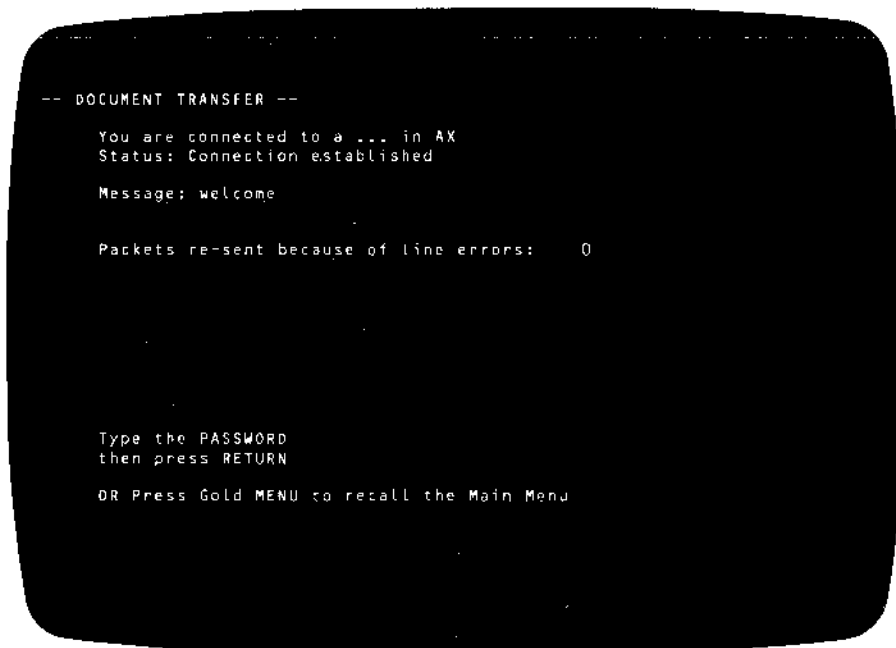 -- DOCUMENT TRANSFER --
You are connected to a ... in AX
Status: Connection established
Message: welcome
Packets re-sent because of line errors: 0
Type the PASSWORD
then press RETURN
OR Press Gold MENU to recall the Main Menu